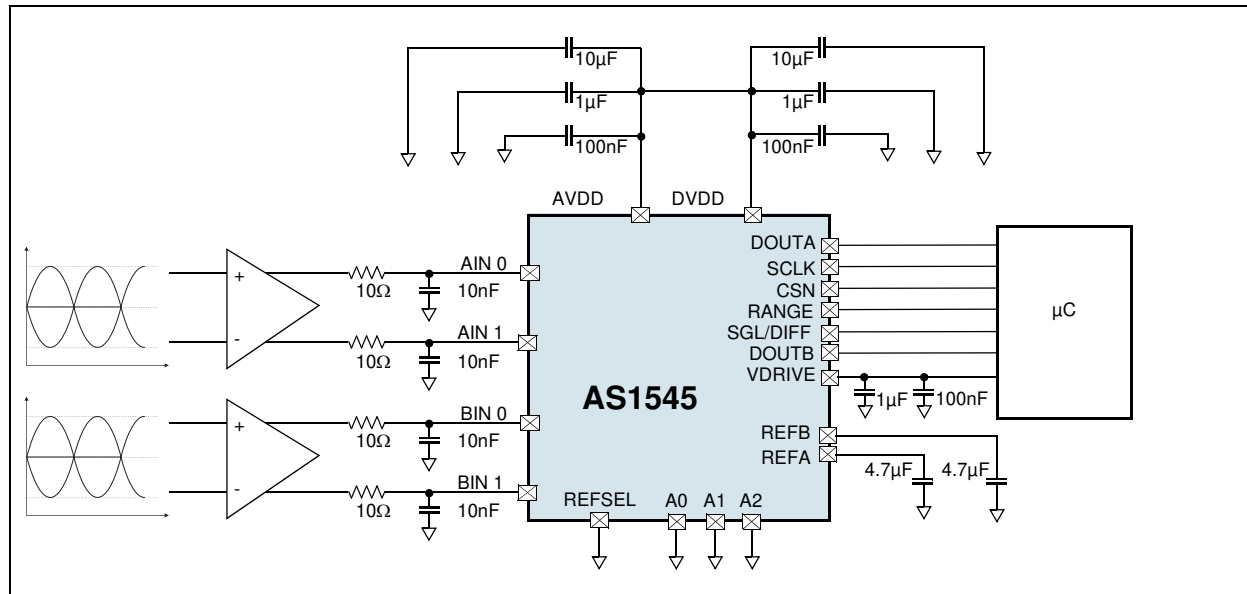 10µF
10µF
1µF
1µF
100nF
100nF
AVDD
DVDD
DOUTA
SCLK
CSN
RANGE
SGL/DIFF
DOUTB
VDRIVE
µC
1µF
100nF
+
-
AIN 0
10Ω
10nF
AIN 1
10Ω
10nF
AS1545
+
-
BIN 0
10Ω
10nF
BIN 1
10Ω
10nF
REFB
REFA
4.7µF
4.7µF
REFSEL
A0
A1
A2